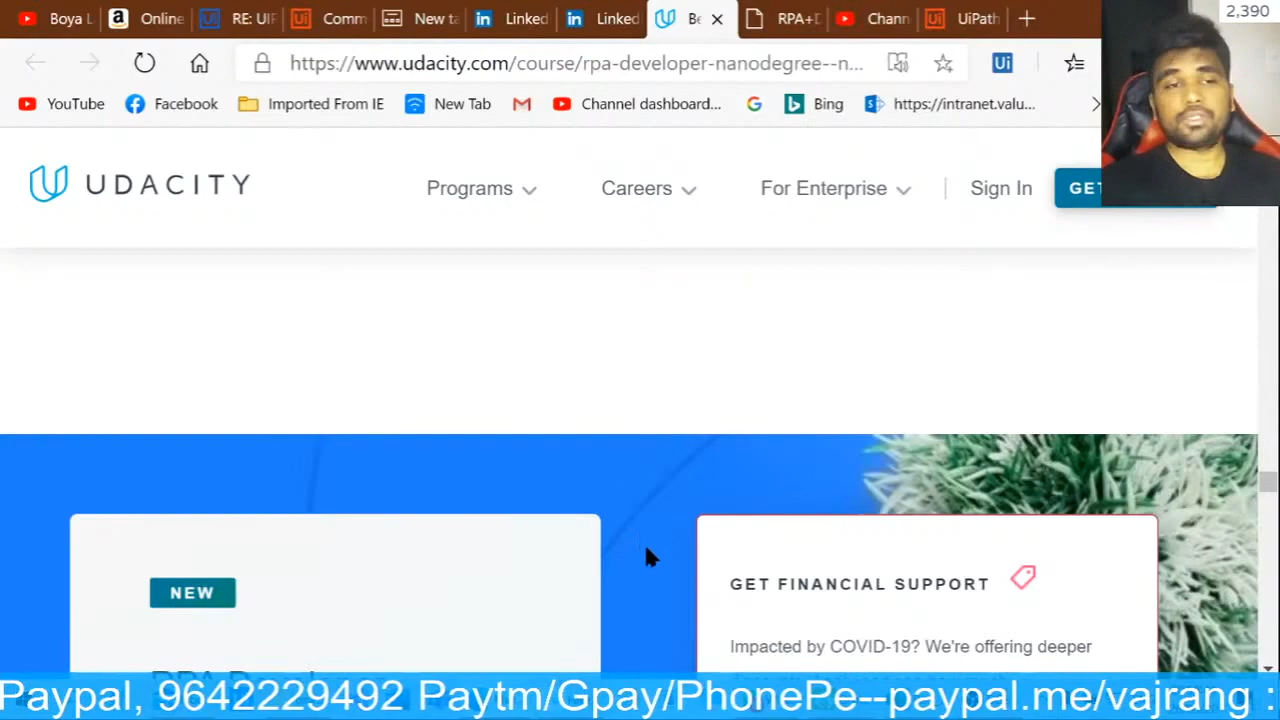 Boya L
Online
RE: UIF
Comm
New ta
Linked
Linked
Be
RPA+D
Chann
UiPath
2,390
https://www.udacity.com/course/rpa-developer-nanodegree--n...
YouTube
Facebook
Imported From IE
New Tab
Channel dashboard...
Bing
https://intranet.valu...
UDACITY
Programs
Careers
For Enterprise
Sign In
GET
NEW
GET FINANCIAL SUPPORT
Impacted by COVID-19? We're offering deeper
RPA Developer
Paypal, 9642229492 Paytm/Gpay/PhonePe--paypal.me/vajrang :